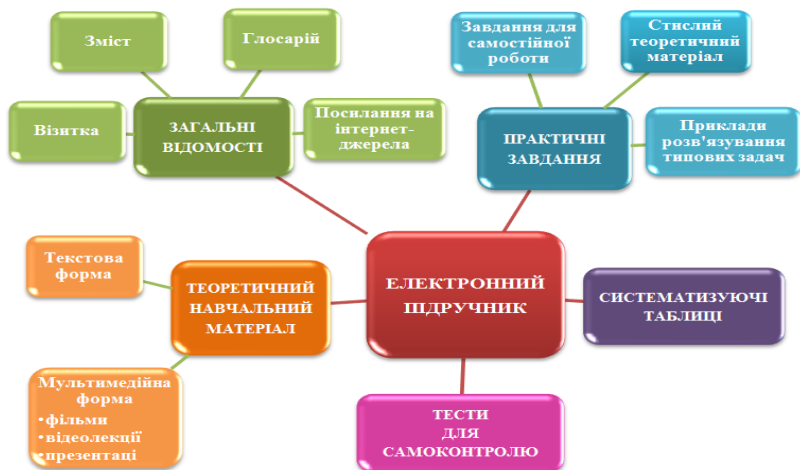 Зміст
Глосарій
Візитка
ЗАГАЛЬНІ
ВІДОМОСТІ
Посилання на
інтернет-
джерела
Завдання для
самостійної
роботи
Стислий
теоретичний
матеріал
ПРАКТИЧНІ
ЗАВДАННЯ
Приклади
розв'язування
типових задач
Текстова
форма
ТЕОРЕТИЧНИЙ
НАВЧАЛЬНИЙ
МАТЕРІАЛ
ЕЛЕКТРОННИЙ
ПІДРУЧНИК
СИСТЕМАТИЗУЮЧІ
ТАБЛИЦІ
Мультимедійна
форма
•фільми
•відеолекції
•презентаці
ТЕСТИ
ДЛЯ
САМОКОНТРОЛЮ